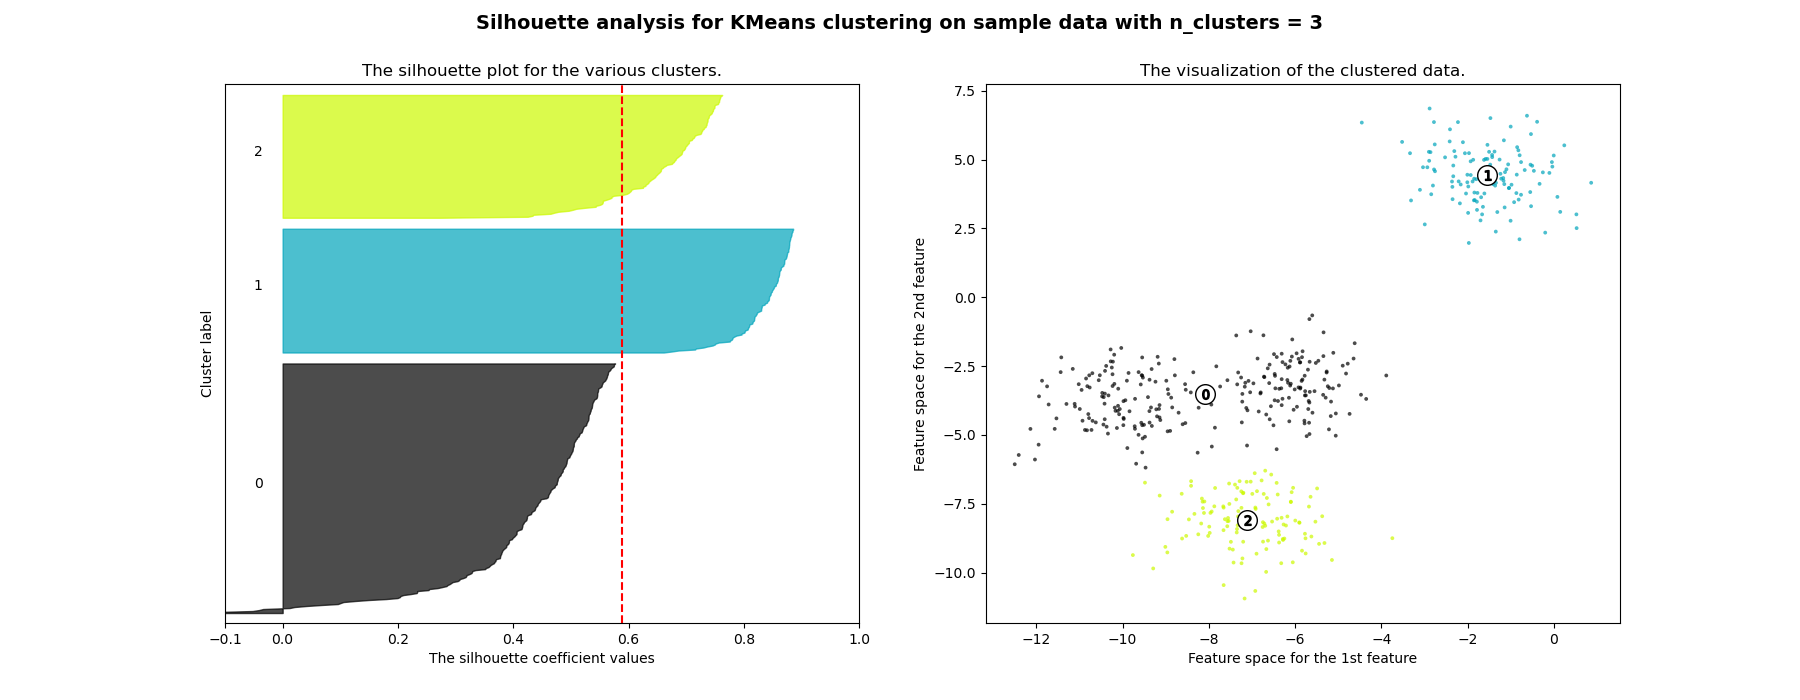 Silhouette analysis for KMeans clustering on sample data with n_clusters = 3
The silhouette plot for the various clusters.
Cluster label
2
1
0
−0.1 0.0 0.2 0.4 0.6 0.8 1.0
The silhouette coefficient values
The visualization of the clustered data.
Feature space for the 2nd feature
7.5
5.0
2.5
0.0
−2.5
−5.0
−7.5
−10.0
1
0
2
−12 −10 −8 −6 −4 −2 0
Feature space for the 1st feature